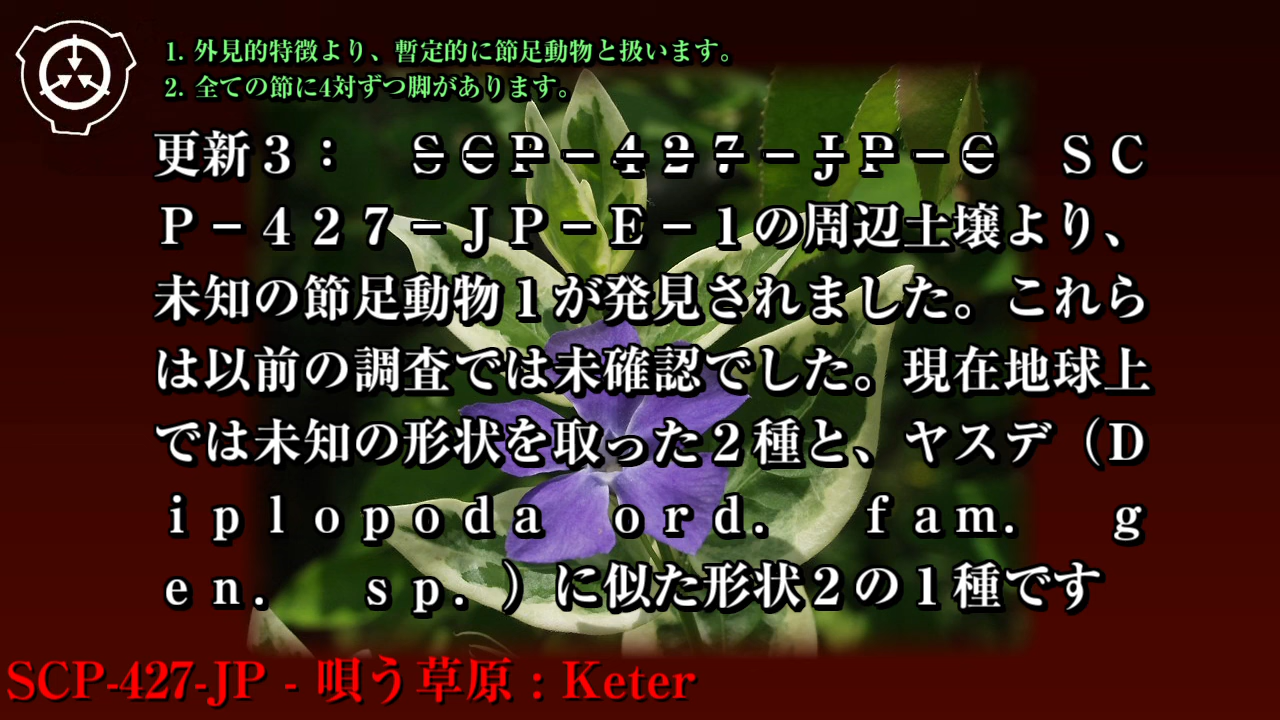 1. 外見的特徴より、暫定的に節足動物と扱います。
2. 全ての節に4対ずつ脚があります。
更新３：　ＳＣＰ－４２７－ＪＰ－Ｃ　ＳＣ
Ｐ－４２７－ＪＰ－Ｅ－１の周辺土壌より、
未知の節足動物１が発見されました。これら
は以前の調査では未確認でした。現在地球上
では未知の形状を取った２種と、ヤスデ（Ｄ
ｉｐｌｏｐｏｄａ　ｏｒｄ．　ｆａｍ．　ｇ
ｅｎ．　ｓｐ．）に似た形状２の１種です
SCP-427-JP - 唄う草原 : Keter